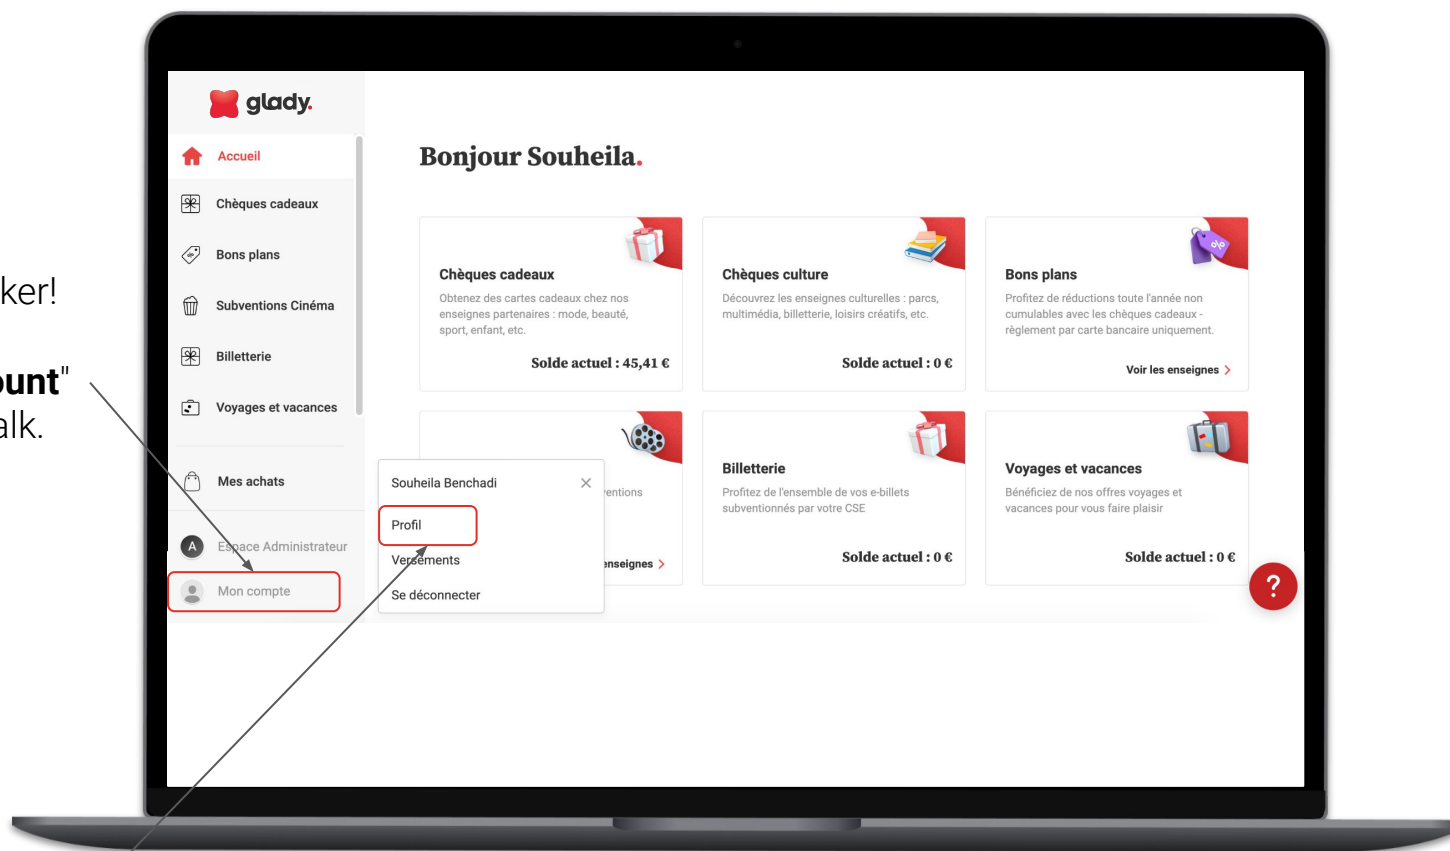 ker!
ount"
alk.
glady.
Accueil
Chèques cadeaux
Bons plans
Subventions Cinéma
Billetterie
Voyages et vacances
Mes achats
A
Espace Administrateur
Mon compte
Bonjour Souheila.
Chèques cadeaux
Obtenez des cartes cadeaux chez nos
enseignes partenaires : mode, beauté,
sport, enfant, etc.
Solde actuel : 45,41 €
Chèques culture
Découvrez les enseignes culturelles : parcs,
multimédia, billetterie, loisirs créatifs, etc.
Solde actuel : 0 €
Bons plans
Profitez de réductions toute l'année non
cumulables avec les chèques cadeaux -
règlement par carte bancaire uniquement.
Voir les enseignes >
Souheila Benchadi
Profil
Versements
Se déconnecter
ventions
enseignes >
Billetterie
Profitez de l'ensemble de vos e-billets
subventionnés par votre CSE
Solde actuel : 0 €
Voyages et vacances
Bénéficiez de nos offres voyages et
vacances pour vous faire plaisir
Solde actuel : 0 €
?